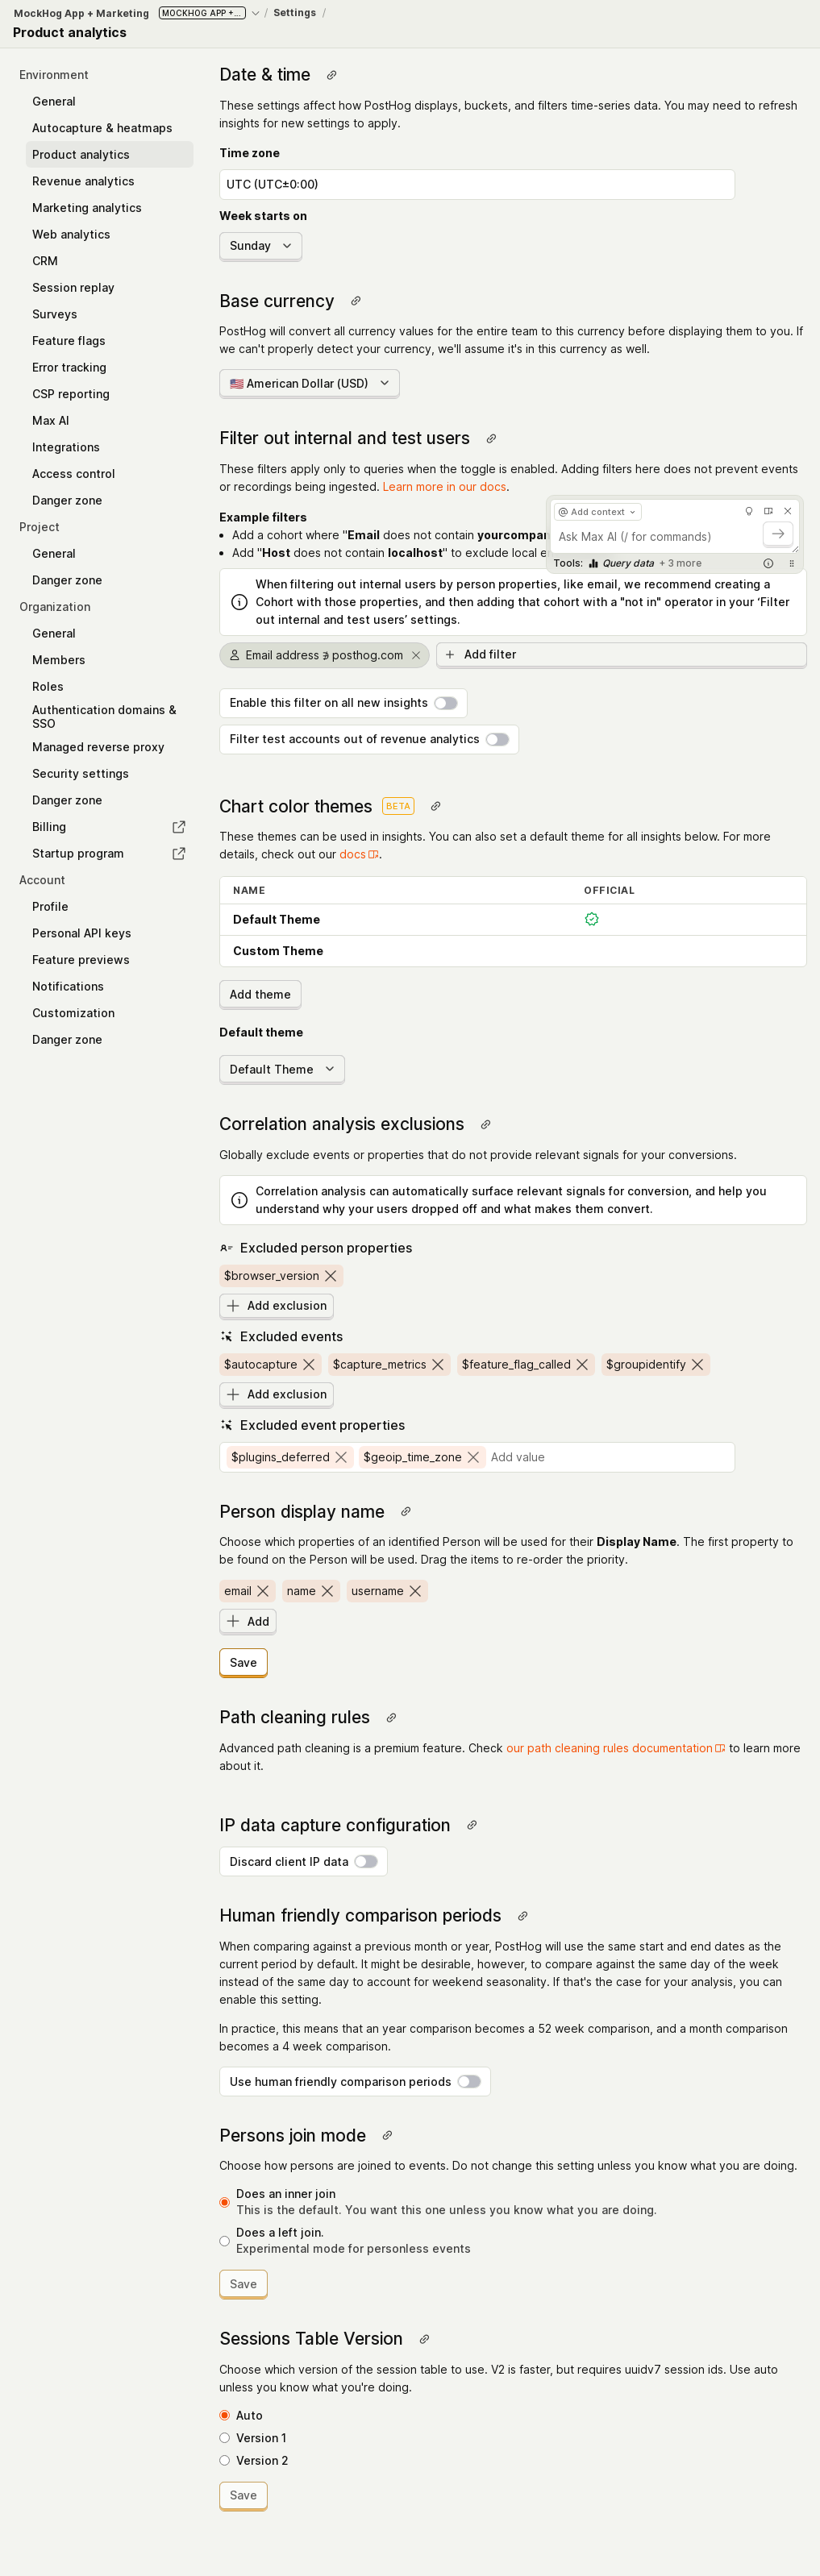 MockHog App + Marketing MOCKHOG APP +... / Settings /
Product analytics
Environment
General
Autocapture & heatmaps
Product analytics
Revenue analytics
Marketing analytics
Web analytics
CRM
Session replay
Surveys
Feature flags
Error tracking
CSP reporting
Max AI
Integrations
Access control
Danger zone
Project
General
Danger zone
Organization
General
Members
Roles
Authentication domains &
SSO
Managed reverse proxy
Security settings
Danger zone
Billing
Startup program
Account
Profile
Personal API keys
Feature previews
Notifications
Customization
Danger zone
Date & time
These settings affect how PostHog displays, buckets, and filters time-series data. You may need to refresh
insights for new settings to apply.
Time zone
UTC (UTC±0:00)
Week starts on
Sunday
Base currency
PostHog will convert all currency values for the entire team to this currency before displaying them to you. If
we can't properly detect your currency, we'll assume it's in this currency as well.
🇺🇸 American Dollar (USD)
Filter out internal and test users
These filters apply only to queries when the toggle is enabled. Adding filters here does not prevent events
or recordings being ingested. Learn more in our docs.
Example filters
Add a cohort where "Email does not contain
Add "Host does not contain localhost" to exclude local
@ Add context
Ask Max AI (/ for commands)
Tools: Query data + 3 more
When filtering out internal users by person properties, like email, we recommend creating a
Cohort with those properties, and then adding that cohort with a "not in" operator in your ‘Filter
out internal and test users’ settings.
Email address ∌ posthog.com
Add filter
Enable this filter on all new insights
Filter test accounts out of revenue analytics
Chart color themes BETA
These themes can be used in insights. You can also set a default theme for all insights below. For more
details, check out our docs.
NAME OFFICIAL
Default Theme
Custom Theme
Add theme
Default theme
Default Theme
Correlation analysis exclusions
Globally exclude events or properties that do not provide relevant signals for your conversions.
Correlation analysis can automatically surface relevant signals for conversion, and help you
understand why your users dropped off and what makes them convert.
Excluded person properties
$browser_version
Add exclusion
Excluded events
$autocapture $capture_metrics $feature_flag_called $groupidentify
Add exclusion
Excluded event properties
$plugins_deferred $geoip_time_zone Add value
Person display name
Choose which properties of an identified Person will be used for their Display Name. The first property to
be found on the Person will be used. Drag the items to re-order the priority.
email name username
Add
Save
Path cleaning rules
Advanced path cleaning is a premium feature. Check our path cleaning rules documentation to learn more
about it.
IP data capture configuration
Discard client IP data
Human friendly comparison periods
When comparing against a previous month or year, PostHog will use the same start and end dates as the
current period by default. It might be desirable, however, to compare against the same day of the week
instead of the same day to account for weekend seasonality. If that's the case for your analysis, you can
enable this setting.
In practice, this means that an year comparison becomes a 52 week comparison, and a month comparison
becomes a 4 week comparison.
Use human friendly comparison periods
Persons join mode
Choose how persons are joined to events. Do not change this setting unless you know what you are doing.
Does an inner join
This is the default. You want this one unless you know what you are doing.
Does a left join.
Experimental mode for personless events
Save
Sessions Table Version
Choose which version of the session table to use. V2 is faster, but requires uuidv7 session ids. Use auto
unless you know what you're doing.
Auto
Version 1
Version 2
Save